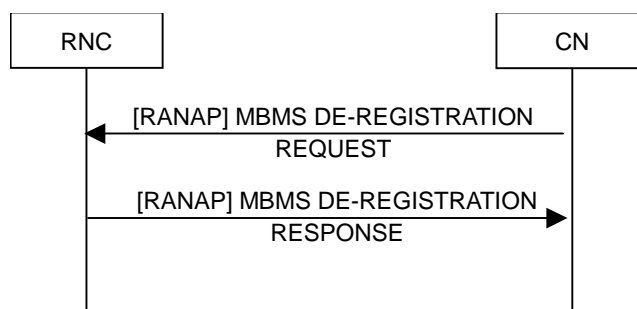 RNC
CN
[RANAP] MBMS DE-REGISTRATION
REQUEST
[RANAP] MBMS DE-REGISTRATION
RESPONSE